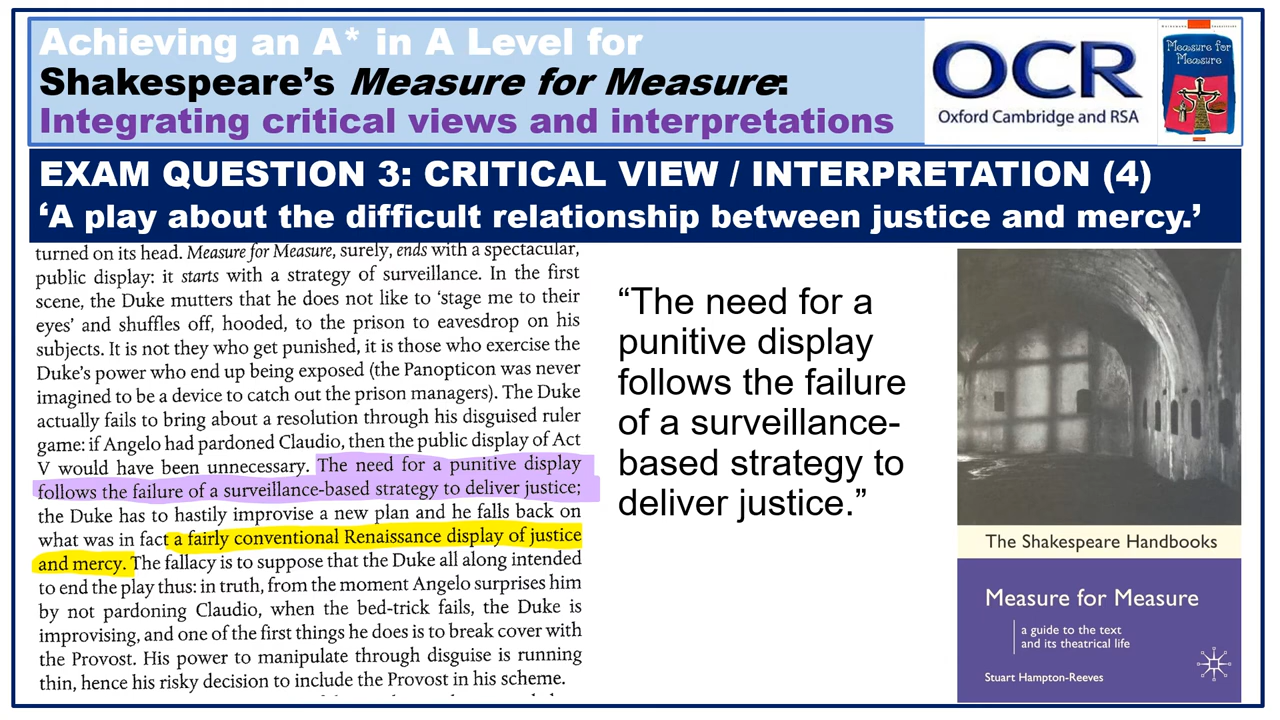 Achieving an A* in A Level for
Shakespeare's Measure for Measure:
Integrating critical views and interpretations
OCR
Oxford Cambridge and RSA
Measure for
Measure
EXAM QUESTION 3: CRITICAL VIEW / INTERPRETATION (4)
‘A play about the difficult relationship between justice and mercy.’
turned on its head. Measure for Measure, surely, ends with a spectacular,
public display: it starts with a strategy of surveillance. In the first
scene, the Duke mutters that he does not like to ‘stage me to their
eyes’ and shuffles off, hooded, to the prison to eavesdrop on his
subjects. It is not they who get punished, it is those who exercise the
Duke’s power who end up being exposed (the Panopticon was never
imagined to be a device to catch out the prison managers). The Duke
actually fails to bring about a resolution through his disguised ruler
game: if Angelo had pardoned Claudio, then the public display of Act
V would have been unnecessary. The need for a punitive display
follows the failure of a surveillance-based strategy to deliver justice;
the Duke has to hastily improvise a new plan and he falls back on
what was in fact a fairly conventional Renaissance display of justice
and mercy. The fallacy is to suppose that the Duke all along intended
to end the play thus: in truth, from the moment Angelo surprises him
by not pardoning Claudio, when the bed-trick fails, the Duke is
improvising, and one of the first things he does is to break cover with
the Provost. His power to manipulate through disguise is running
thin, hence his risky decision to include the Provost in his scheme.
“The need for a
punitive display
follows the failure
of a surveillance-
based strategy to
deliver justice.”
The Shakespeare Handbooks
Measure for Measure
a guide to the text
and its theatrical life
Stuart Hampton-Reeves